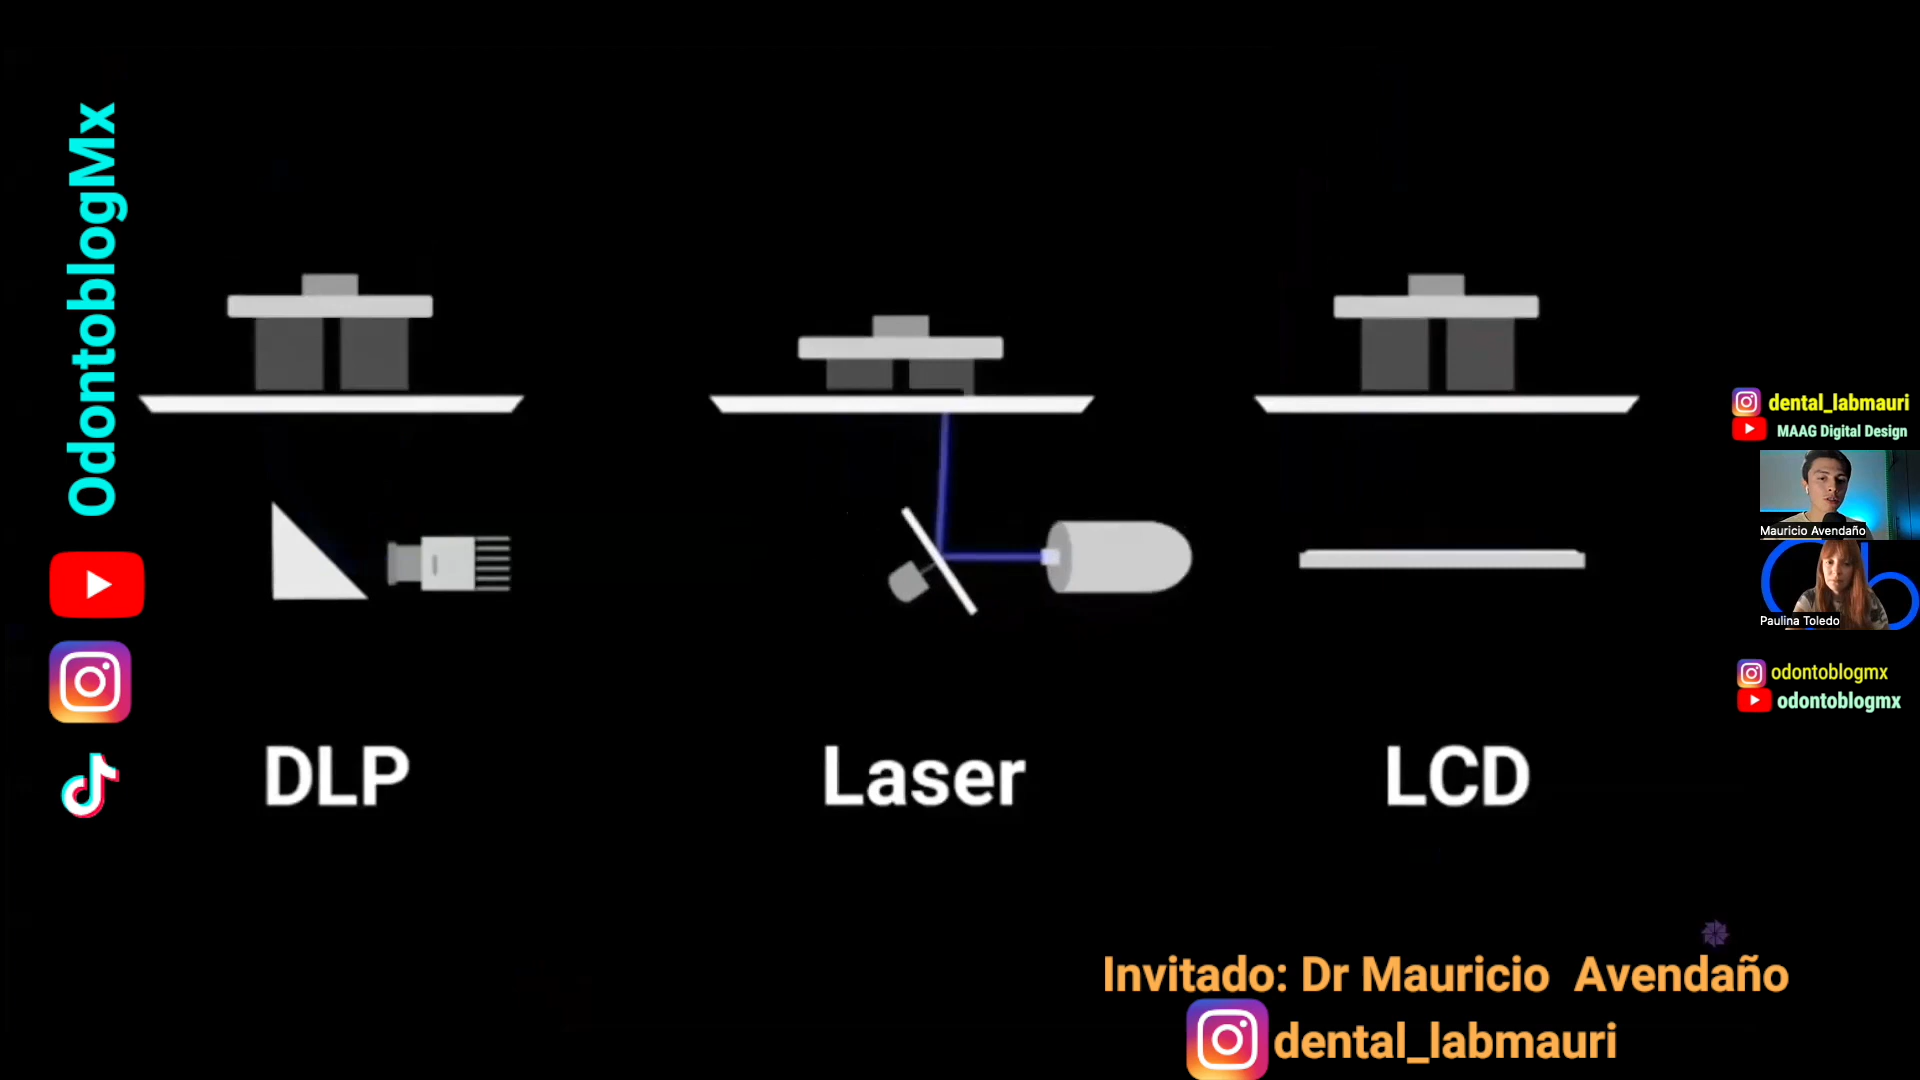 OdontoblogMx
DLP
Laser
LCD
dental_labmauri
MAAG Digital Design
Mauricio Avendaño
Paulina Toledo
odontoblogmx
odontoblogmx
Invitado: Dr Mauricio Avendaño
dental_labmauri